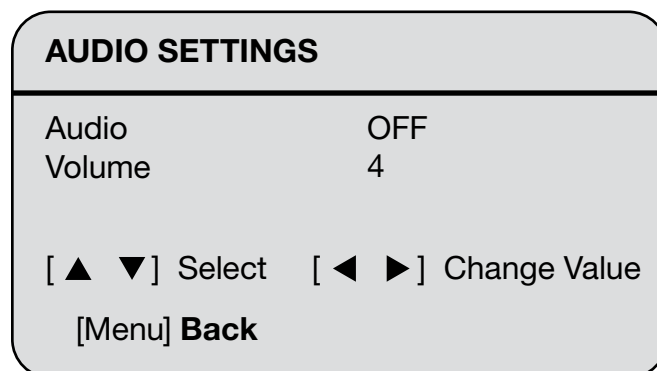 AUDIO SETTINGS
Audio OFF
Volume 4
[ ▲ ▼ ] Select [ ◀ ▶ ] Change Value
[Menu] Back